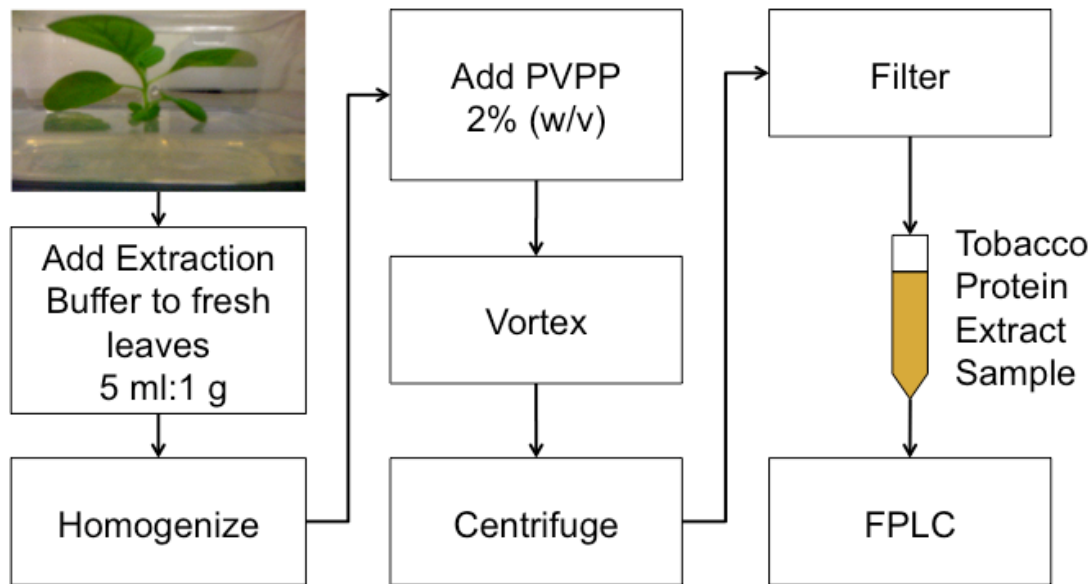 Add Extraction
Buffer to fresh
leaves
5 ml:1 g
Homogenize
Add PVPP
2% (w/v)
Vortex
Centrifuge
Filter
Tobacco
Protein
Extract
Sample
FPLC